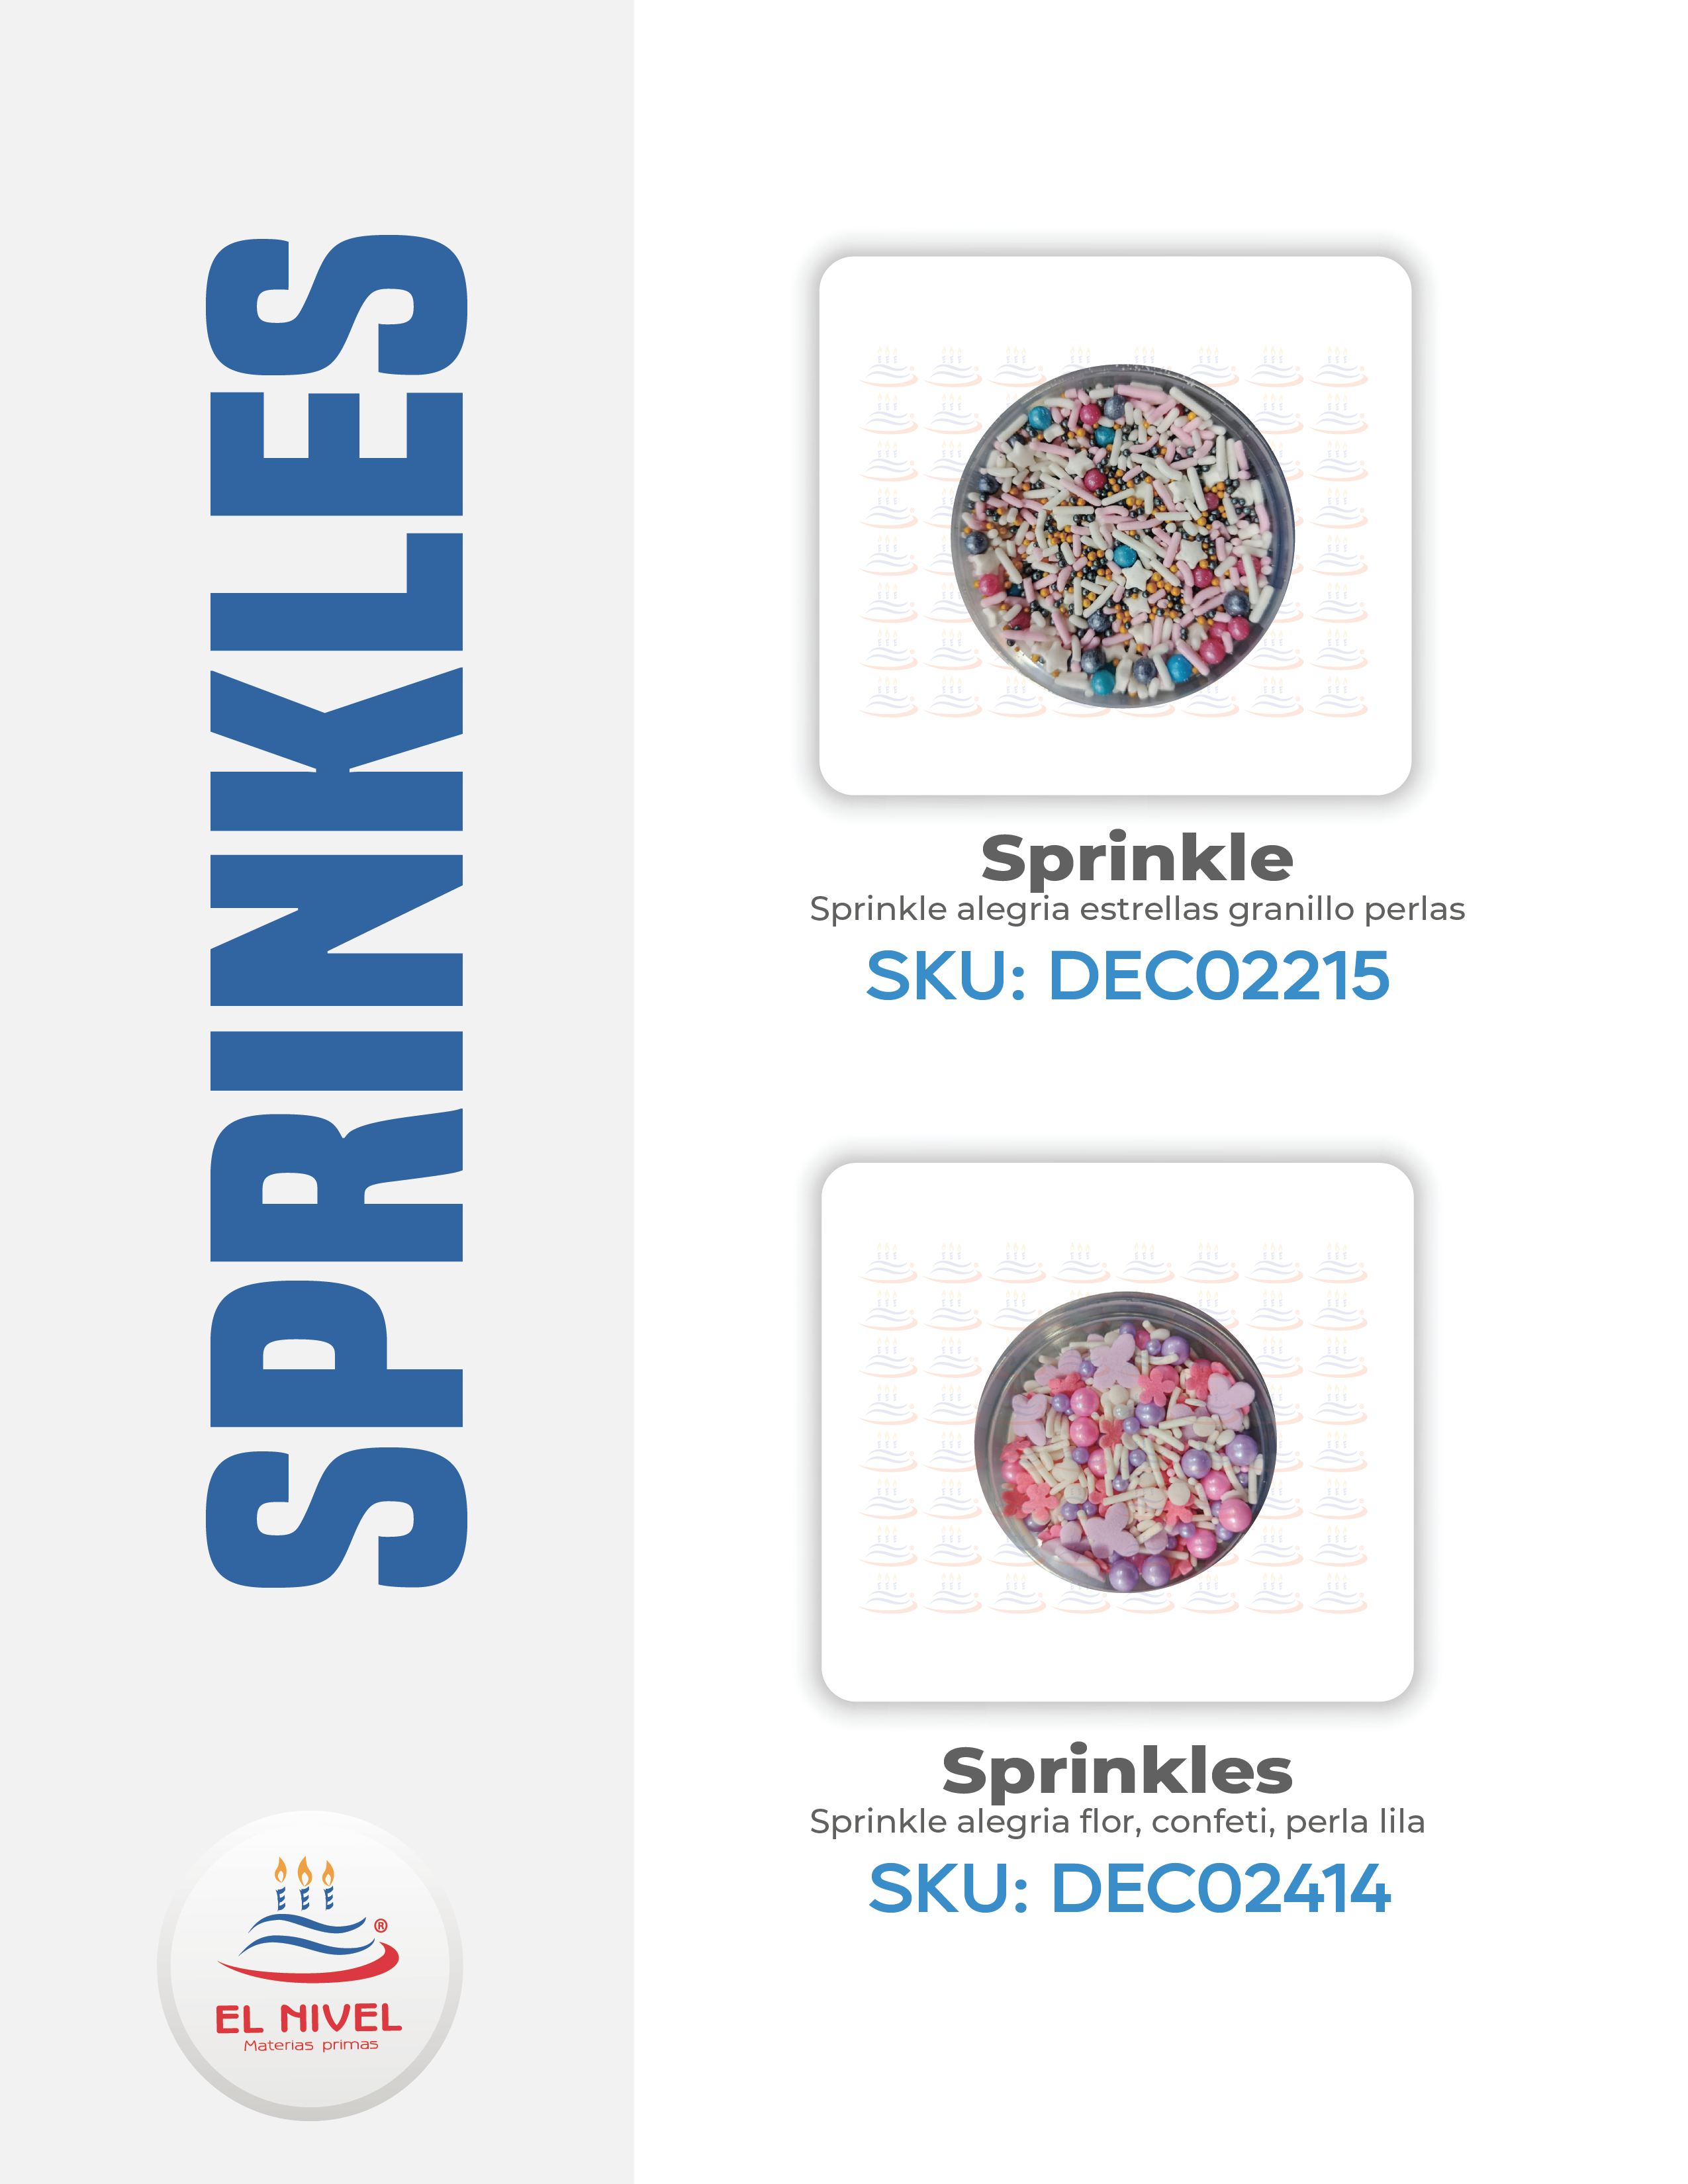 SPRINKLES
Sprinkle
Sprinkle alegria estrellas granillo perlas
SKU: DEC02215
Sprinkles
Sprinkle alegria flor, confeti, perla lila
SKU: DEC02414
®
EL NIVEL
Materias primas